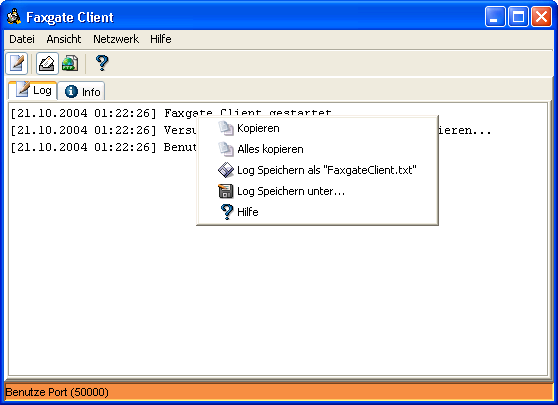 Faxgate Client
Datei Ansicht Netzwerk Hilfe
Log Info
[21.10.2004 01:22:26] Faxgate Client gestartet
[21.10.2004 01:22:26] Versu ieren...
[21.10.2004 01:22:26] Benut
Kopieren
Alles kopieren
Log Speichern als "FaxgateClient.txt"
Log Speichern unter...
Hilfe
Benutze Port (50000)